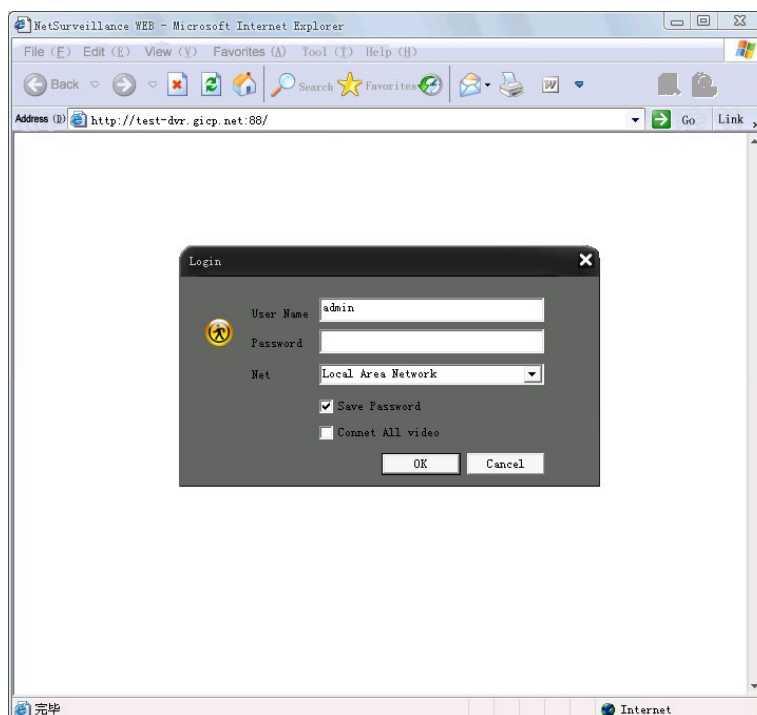 NetSurveillance WEB - Microsoft Internet Explorer
File (F) Edit (E) View (V) Favorites (A) Tool (T) Help (H)
Back Search Favorites W
Address (D) http://test-dvr.gicp.net:88/ Go Link
Login
User Name admin
Password
Net Local Area Network
Save Password
Connet All video
OK Cancel
完毕 Internet